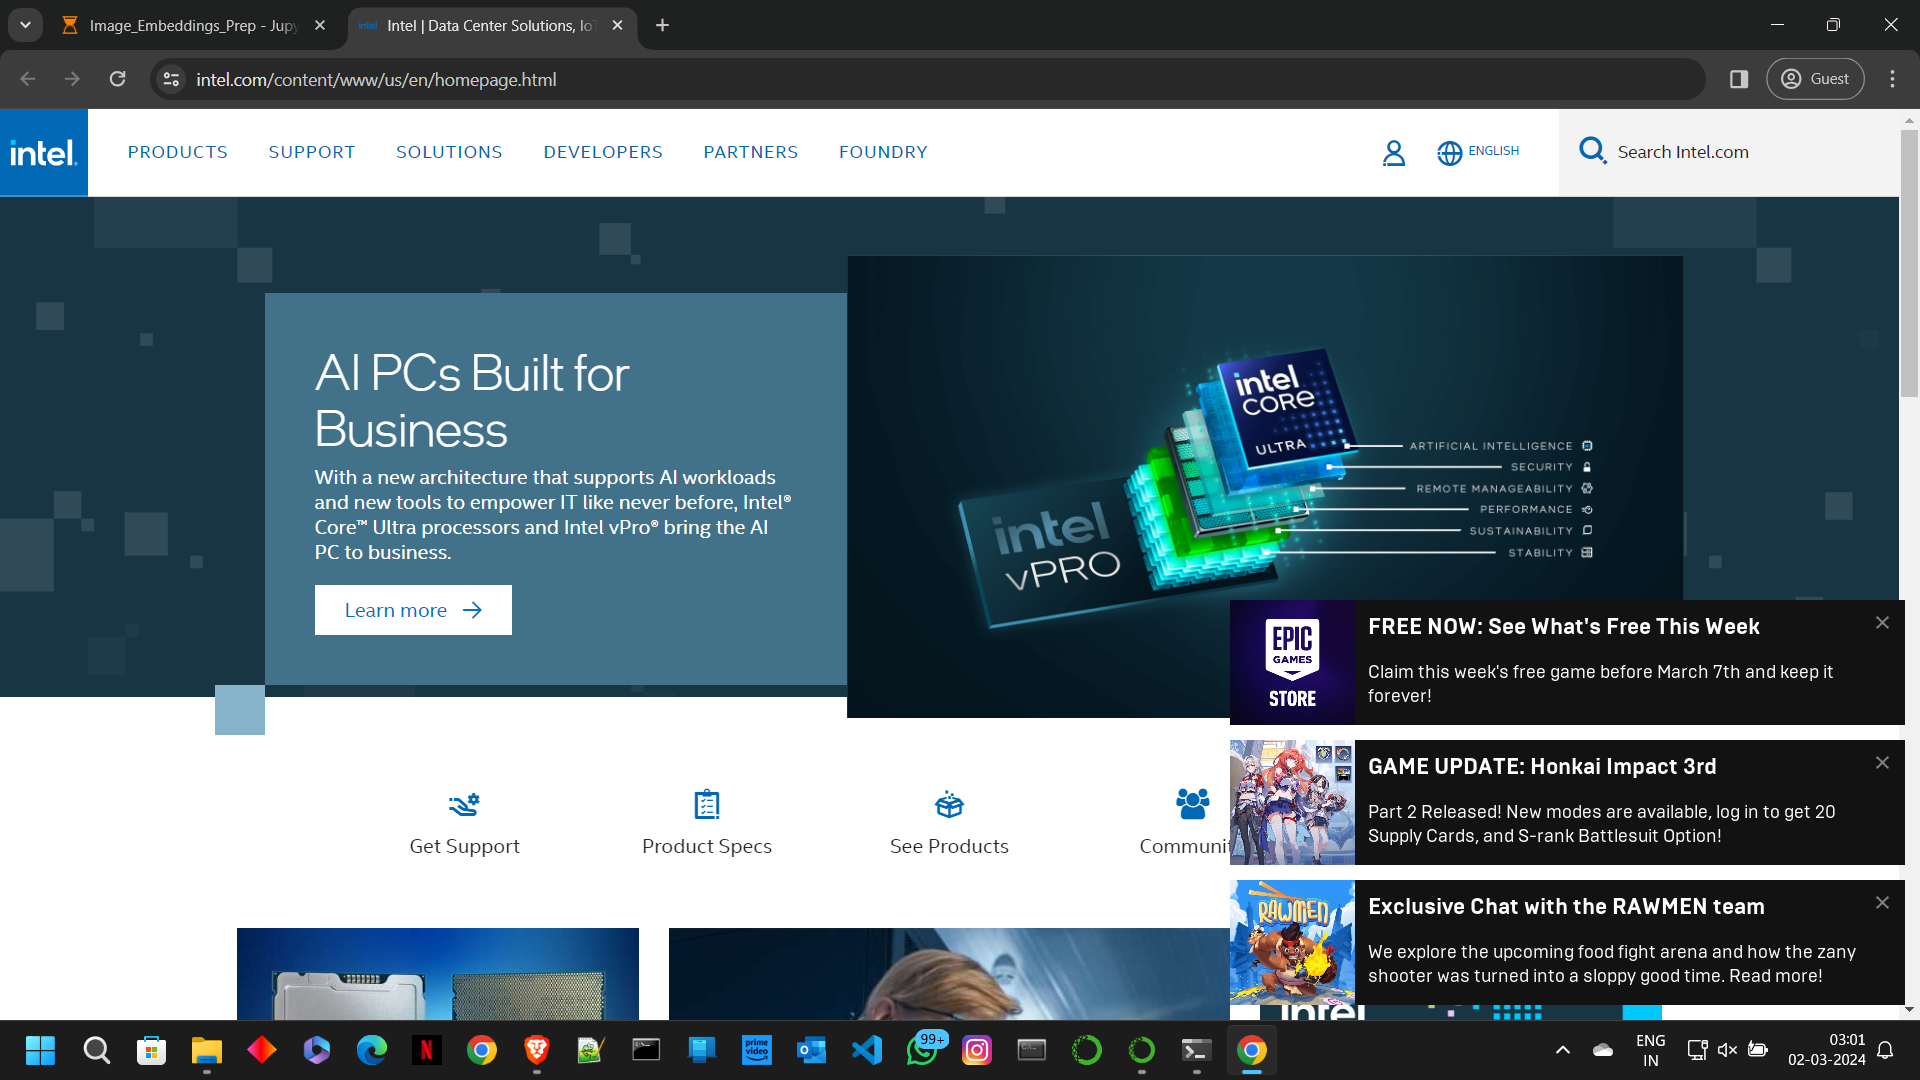 Image_Embeddings_Prep - Jupy
Intel | Data Center Solutions, Io
intel.com/content/www/us/en/homepage.html
Guest
intel.
PRODUCTS
SUPPORT
SOLUTIONS
DEVELOPERS
PARTNERS
FOUNDRY
ENGLISH
Search Intel.com
AI PCs Built for
Business
With a new architecture that supports AI workloads
and new tools to empower IT like never before, Intel®
Core™ Ultra processors and Intel vPro® bring the AI
PC to business.
Learn more
intel
CORE
ULTRA
intel
vPRO
ARTIFICIAL INTELLIGENCE
SECURITY
REMOTE MANAGEABILITY
PERFORMANCE
SUSTAINABILITY
STABILITY
EPIC
GAMES
STORE
FREE NOW: See What's Free This Week
Claim this week's free game before March 7th and keep it
forever!
GAME UPDATE: Honkai Impact 3rd
Part 2 Released! New modes are available, log in to get 20
Supply Cards, and S-rank Battlesuit Option!
RAWMEN
Exclusive Chat with the RAWMEN team
We explore the upcoming food fight arena and how the zany
shooter was turned into a sloppy good time. Read more!
Get Support
Product Specs
See Products
Communit
intel
prime
video
99+
ENG
IN
03:01
02-03-2024